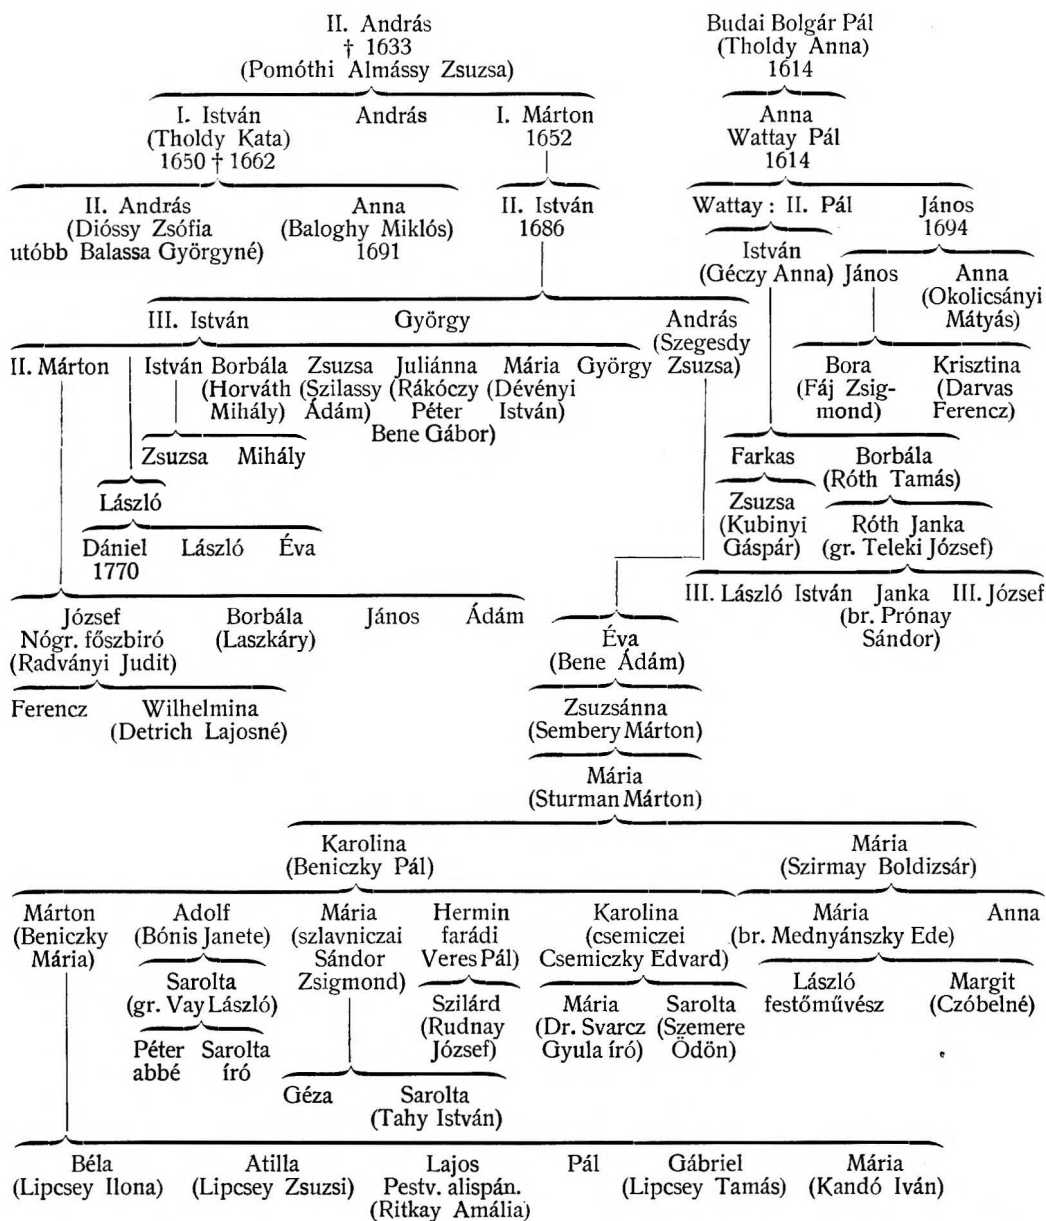 II. András Budai Bolgár Pál
† 1633 (Tholdy Anna)
(Pomóthi Almássy Zsuzsa) 1614
I. István András I. Márton Anna
(Tholdy Kata) 1652 Wattay Pál
1650 † 1662 1614
II. András Anna II. István Wattay : II. Pál János
(Dióssy Zsófia (Baloghy Miklós) 1686 1694
utóbb Balassa Györgyné) 1691 István Anna
(Géczy Anna) János (Okolicsányi
III. István György András Mátyás)
(Szegesdy
II. Márton István Borbála Zsuzsa Juliánna Mária György Zsuzsa) Bora Krisztina
(Horváth (Szilassy (Rákóczy (Dévényi (Fáj Zsig- (Darvas
Mihály) Ádám) Péter István) mond) Ferencz)
Bene Gábor)
Zsuzsa Mihály Farkas Borbála
(Róth Tamás)
László Zsuzsa
(Kubinyi Róth Janka
Dániel László Éva Gáspár) (gr. Teleki József)
1770
III. László István Janka III. József
József Borbála János Ádám (br. Prónay
Nógr. főszbiró (Laszkáry) Sándor)
(Radványi Judit) Éva
(Bene Ádám)
Ferencz Wilhelmina Zsuzsánna
(Detrich Lajosné) (Sembery Márton)
Mária
(Sturman Márton)
Karolina Mária
(Beniczky Pál) (Szirmay Boldizsár)
Márton Adolf Mária Hermin Karolina Mária Anna
(Beniczky (Bónis Janete) (szlavniczai farádi (csemiczei (br. Mednyánszky Ede)
Mária) Sándor Veres Pál) Csemiczky Edvard)
Sarolta Zsigmond) László Margit
(gr. Vay László) Szilárd Mária Sarolta festőművész (Czóbelné)
(Rudnay (Dr. Svarcz (Szemere
Péter Sarolta József) Gyula író) Ödön)
abbé író
Géza Sarolta
(Tahy István)
Béla Atilla Lajos Pál Gábriel Mária
(Lipcsey Ilona) (Lipcsey Zsuzsi) Pestv. alispán. (Lipcsey Tamás) (Kandó Iván)
(Ritkay Amália)